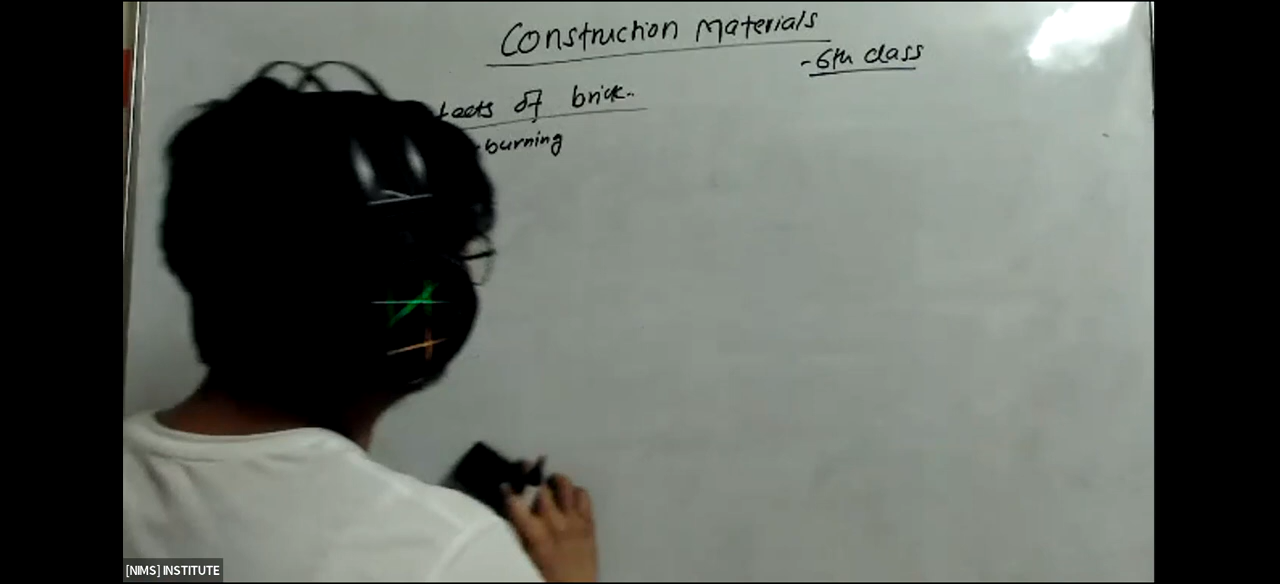 Construction Materials
- 6th class
of brick.
burning
[NIMS] INSTITUTE